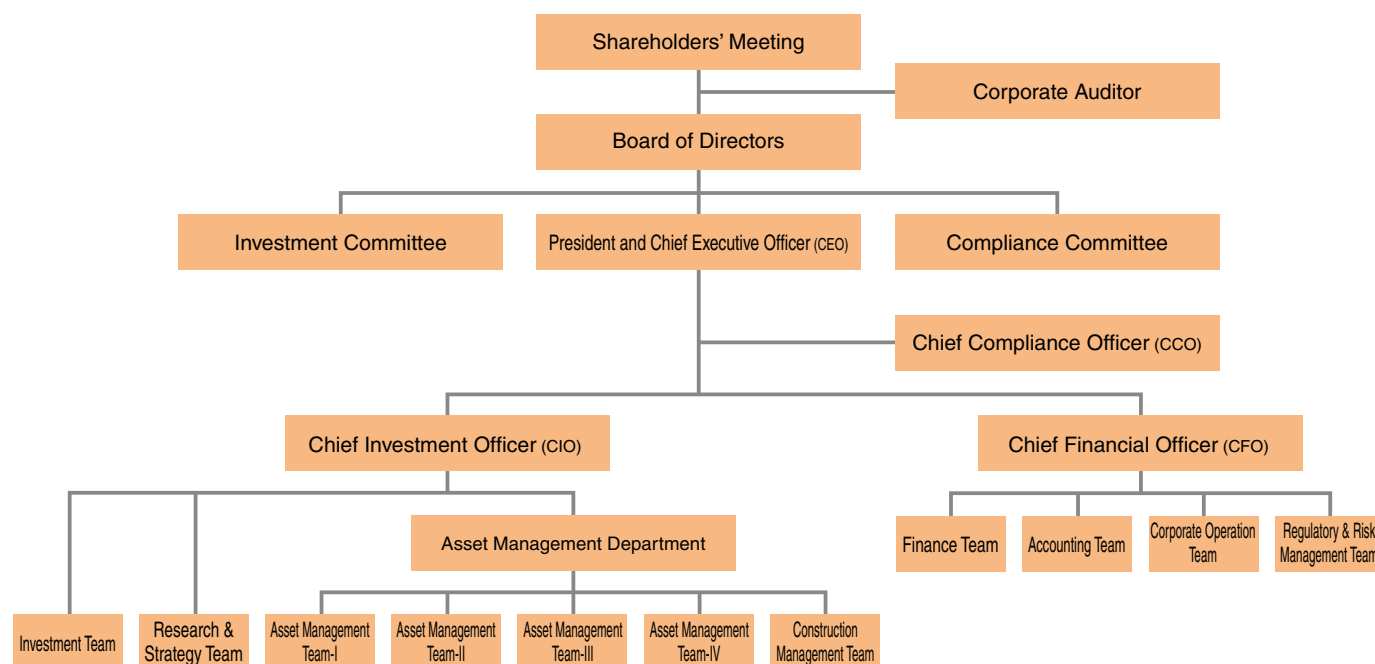 Shareholders’ Meeting
Corporate Auditor
Board of Directors
Investment Committee
President and Chief Executive Officer (CEO)
Compliance Committee
Chief Compliance Officer (CCO)
Chief Investment Officer (CIO)
Chief Financial Officer (CFO)
Asset Management Department
Finance Team
Accounting Team
Corporate Operation
Team
Regulatory & Risk
Management Team
Investment Team
Research &
Strategy Team
Asset Management
Team-I
Asset Management
Team-II
Asset Management
Team-III
Asset Management
Team-IV
Construction
Management Team